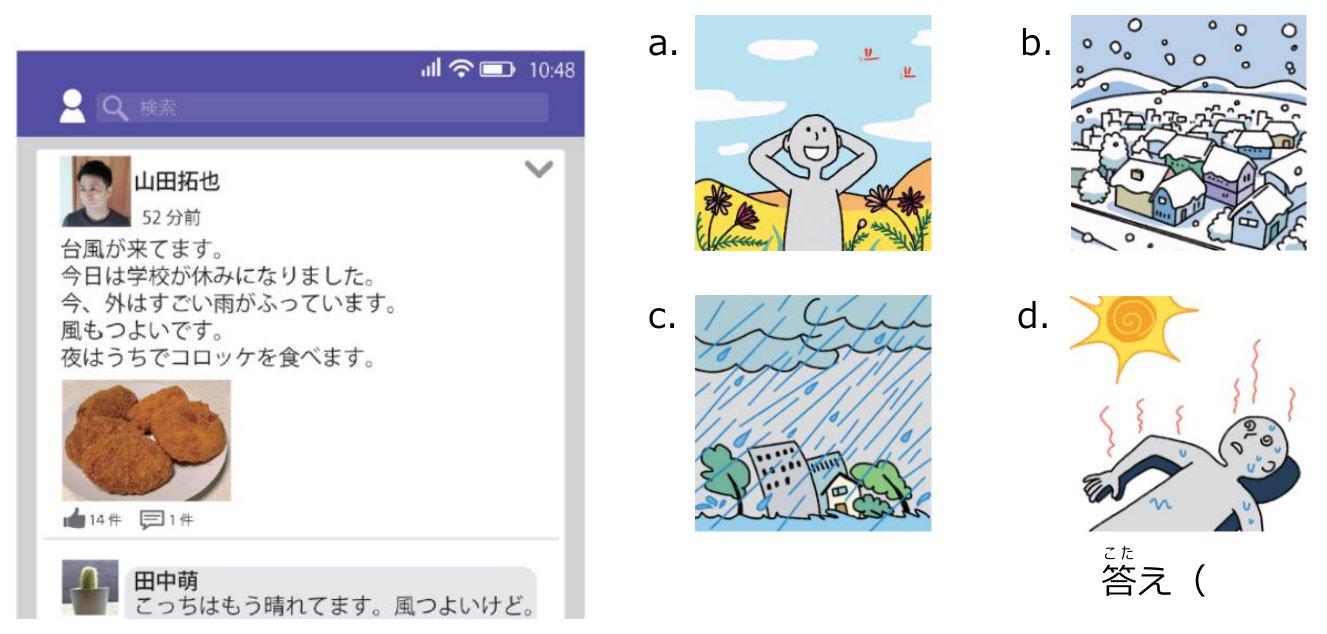 10:48
検索
山田拓也
52分前
台風が来てます。
今日は学校が休みになりました。
今、外はすごい雨がふっています。
風もつよいです。
夜はうちでコロッケを食べます。
14件 1件
田中萌
こっちはもう晴れてます。風つよいけど。
a.
b.
c.
d.
こた
答え（